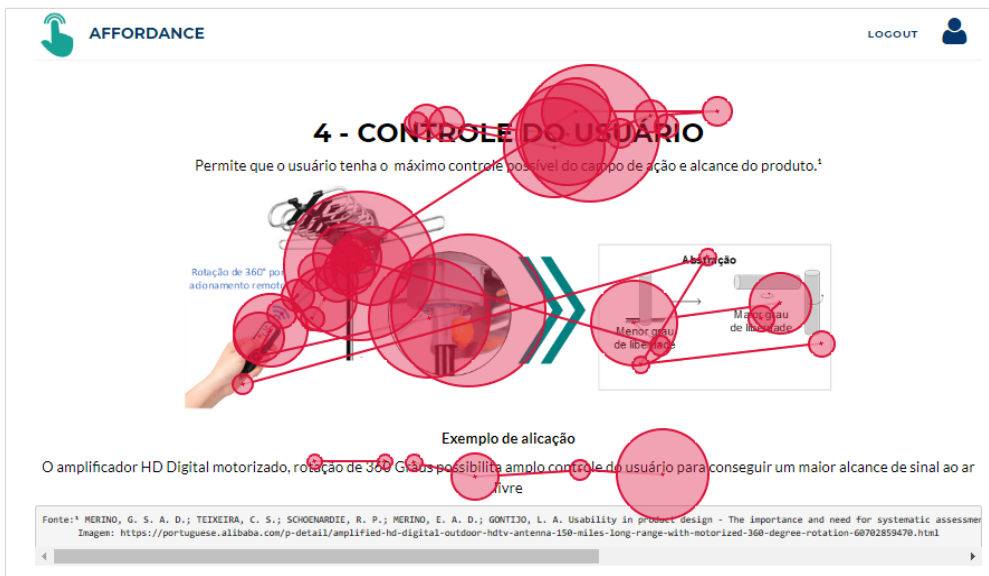 AFFORDANCE
LOGOUT
4 - CONTROLE DO USUÁRIO
Permite que o usuário tenha o máximo controle possível do campo de ação e alcance do produto.¹
Rotação de 360° por
acionamento remoto
Abstração
Menor grau
de liberdade
Maior grau
de liberdade
Exemplo de alicação
O amplificador HD Digital motorizado, rotação de 360 Graus possibilita amplo controle do usuário para conseguir um maior alcance de sinal ao ar
livre
Fonte:¹ MERINO, G. S. A. D.; TEIXEIRA, C. S.; SCHOENARDIE, R. P.; MERINO, E. A. D.; GONTIJO, L. A. Usability in product design - The importance and need for systematic assessmen
Imagem: https://portuguese.alibaba.com/p-detail/amplified-hd-digital-outdoor-hdtv-antenna-150-miles-long-range-with-motorized-360-degree-rotation-60702859470.html